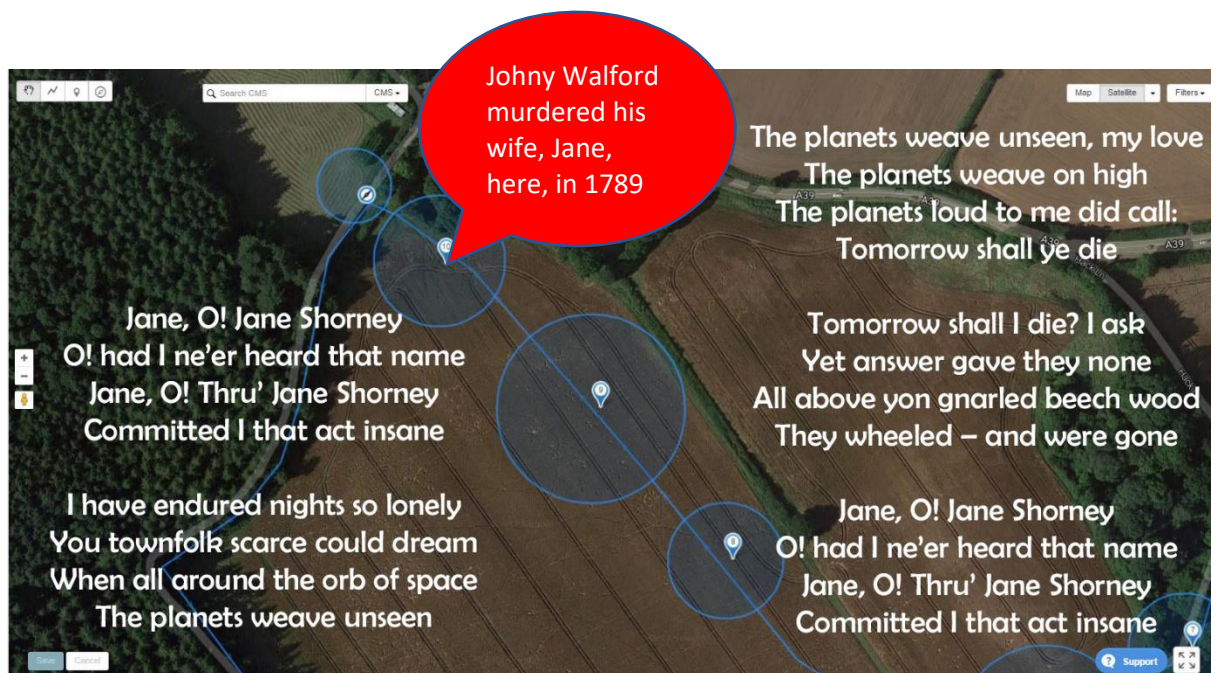 Johny Walford
murdered his
wife, Jane,
here, in 1789
Search CMS
CMS
Map
Satellite
Filters
The planets weave unseen, my love
The planets weave on high
The planets loud to me did call:
Tomorrow shall ye die
A39
A39
A39
Jane, O! Jane Shorney
O! had I ne'er heard that name
Jane, O! Thru' Jane Shorney
Committed I that act insane
I have endured nights so lonely
You townfolk scarce could dream
When all around the orb of space
The planets weave unseen
Tomorrow shall I die? I ask
Yet answer gave they none
All above yon gnarled beech wood
They wheeled – and were gone
Jane, O! Jane Shorney
O! had I ne'er heard that name
Jane, O! Thru' Jane Shorney
Committed I that act insane
10
9
8
7
Save
Cancel
Support